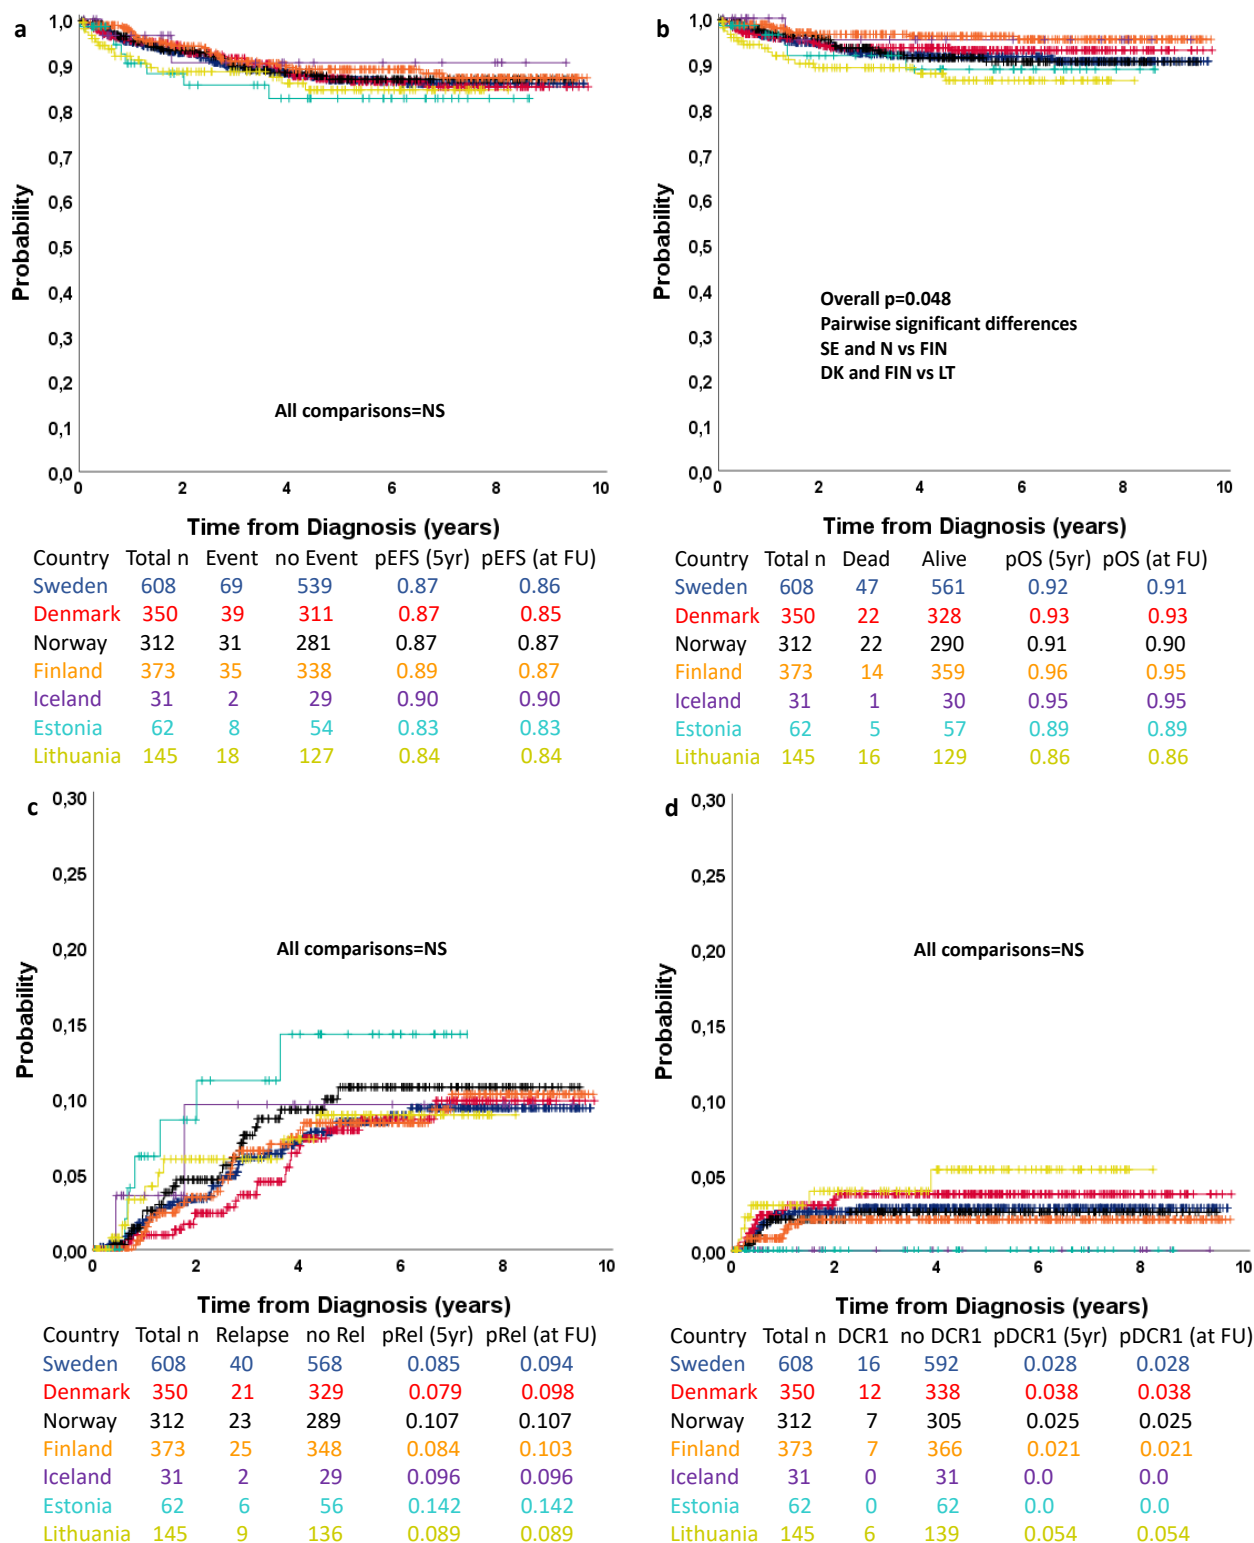 a
1,0
0,9
0,8
0,7
0,6
0,5
0,4
0,3
0,2
0,1
0,0
Probability
All comparisons=NS
0 2 4 6 8 10
Time from Diagnosis (years)
Country Total n Event no Event pEFS (5yr) pEFS (at FU)
Sweden 608 69 539 0.87 0.86
Denmark 350 39 311 0.87 0.85
Norway 312 31 281 0.87 0.87
Finland 373 35 338 0.89 0.87
Iceland 31 2 29 0.90 0.90
Estonia 62 8 54 0.83 0.83
Lithuania 145 18 127 0.84 0.84
b
1,0
0,9
0,8
0,7
0,6
0,5
0,4
0,3
0,2
0,1
0,0
Probability
Overall p=0.048
Pairwise significant differences
SE and N vs FIN
DK and FIN vs LT
0 2 4 6 8 10
Time from Diagnosis (years)
Country Total n Dead Alive pOS (5yr) pOS (at FU)
Sweden 608 47 561 0.92 0.91
Denmark 350 22 328 0.93 0.93
Norway 312 22 290 0.91 0.90
Finland 373 14 359 0.96 0.95
Iceland 31 1 30 0.95 0.95
Estonia 62 5 57 0.89 0.89
Lithuania 145 16 129 0.86 0.86
c
0,30
0,25
0,20
0,15
0,10
0,05
0,00
Probability
All comparisons=NS
0 2 4 6 8 10
Time from Diagnosis (years)
Country Total n Relapse no Rel pRel (5yr) pRel (at FU)
Sweden 608 40 568 0.085 0.094
Denmark 350 21 329 0.079 0.098
Norway 312 23 289 0.107 0.107
Finland 373 25 348 0.084 0.103
Iceland 31 2 29 0.096 0.096
Estonia 62 6 56 0.142 0.142
Lithuania 145 9 136 0.089 0.089
d
0,30
0,25
0,20
0,15
0,10
0,05
0,00
Probability
All comparisons=NS
0 2 4 6 8 10
Time from Diagnosis (years)
Country Total n DCR1 no DCR1 pDCR1 (5yr) pDCR1 (at FU)
Sweden 608 16 592 0.028 0.028
Denmark 350 12 338 0.038 0.038
Norway 312 7 305 0.025 0.025
Finland 373 7 366 0.021 0.021
Iceland 31 0 31 0.0 0.0
Estonia 62 0 62 0.0 0.0
Lithuania 145 6 139 0.054 0.054